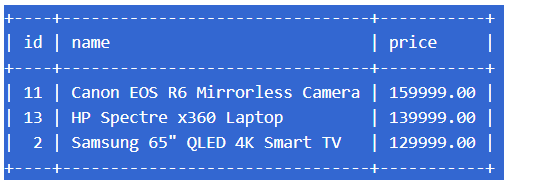 +----+--------------------------------+-----------+
| id | name                           | price     |
+----+--------------------------------+-----------+
| 11 | Canon EOS R6 Mirrorless Camera | 159999.00 |
| 13 | HP Spectre x360 Laptop         | 139999.00 |
|  2 | Samsung 65" QLED 4K Smart TV   | 129999.00 |
+----+--------------------------------+-----------+